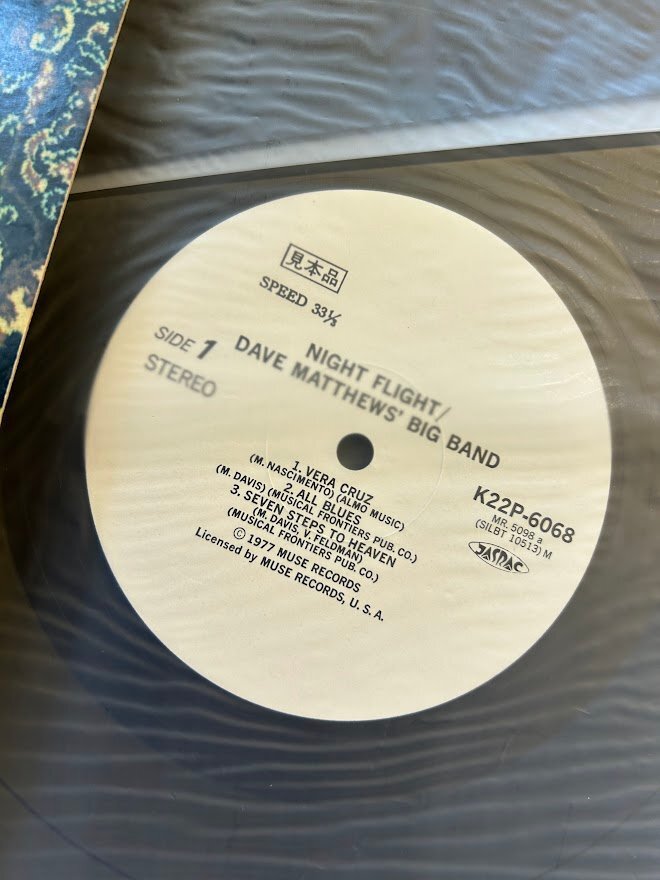 見本品
SPEED 33⅓
SIDE 1
STEREO
NIGHT FLIGHT/
DAVE MATTHEWS' BIG BAND
1. VERA CRUZ
(M. NASCIMENTO) (ALMO MUSIC)
2. ALL BLUES
(M. DAVIS) (MUSICAL FRONTIERS PUB. CO.)
3. SEVEN STEPS TO HEAVEN
(M. DAVIS, V. FELDMAN)
(MUSICAL FRONTIERS PUB. CO.)
© 1977 MUSE RECORDS
Licensed by MUSE RECORDS, U.S.A.
K22P-6068
MR. 5098 a
(SILBT 10513) M
JASRAC